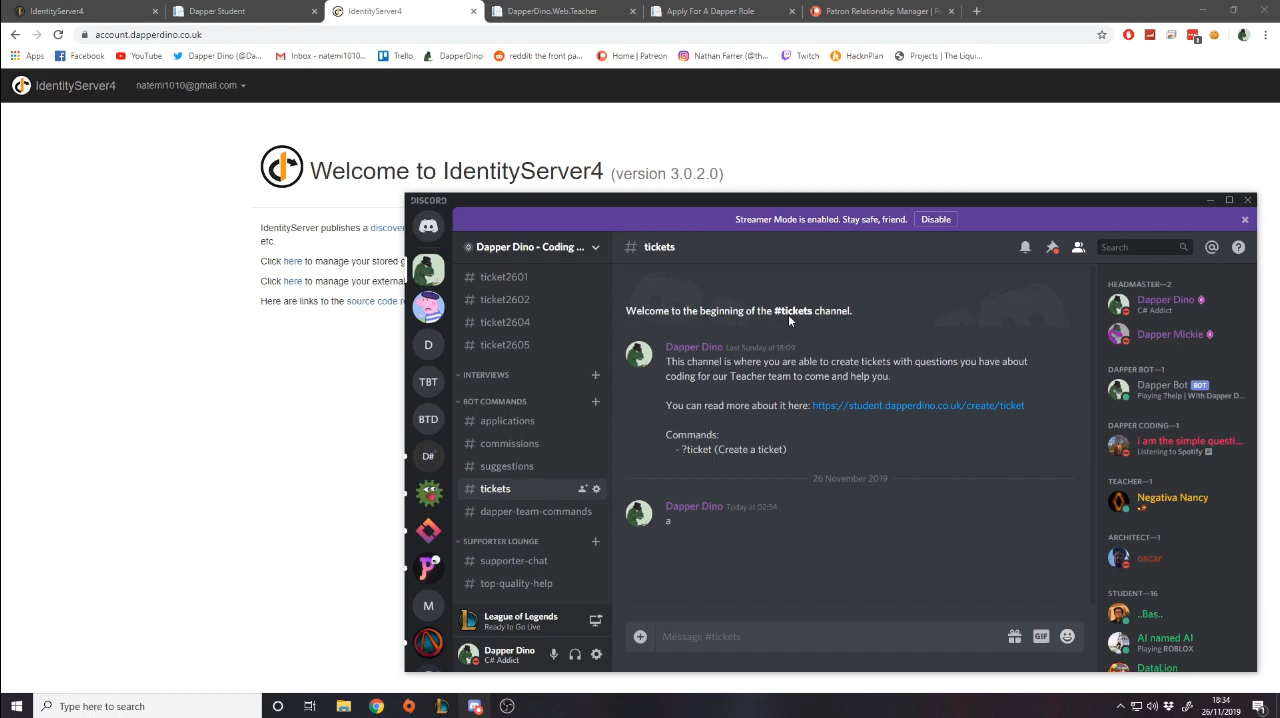 IdentityServer4
Dapper Student
IdentityServer4
DapperDino.Web.Teacher
Apply For A Dapper Role
Patron Relationship Manager | P
account.dapperdino.co.uk
Apps
Facebook
YouTube
Dapper Dino (@Da...
Inbox - natemi1010...
Trello
DapperDino
reddit: the front pa...
Home | Patreon
Nathan Farrer (@th...
Twitch
HacknPlan
Projects | The Liqui...
IdentityServer4
natemi1010@gmail.com
Welcome to IdentityServer4 (version 3.0.2.0)
IdentityServer publishes a discove
etc.
Click here to manage your stored g
Click here to manage your external
Here are links to the source code re
DISCORD
Streamer Mode is enabled. Stay safe, friend.
Disable
Dapper Dino - Coding ...
# tickets
Search
# ticket2601
# ticket2602
# ticket2604
# ticket2605
INTERVIEWS
BOT COMMANDS
# applications
# commissions
# suggestions
# tickets
# dapper-team-commands
SUPPORTER LOUNGE
# supporter-chat
# top-quality-help
D
TBT
BTD
D#
M
League of Legends
Ready to Go Live
Dapper Dino
C# Addict
Welcome to the beginning of the #tickets channel.
Dapper Dino Last Sunday at 18:09
This channel is where you are able to create tickets with questions you have about
coding for our Teacher team to come and help you.
You can read more about it here: https://student.dapperdino.co.uk/create/ticket
Commands:
- ?ticket (Create a ticket)
26 November 2019
Dapper Dino Today at 02:54
a
Message #tickets
GIF
HEADMASTER—2
Dapper Dino
C# Addict
Dapper Mickie
DAPPER BOT—1
Dapper Bot BOT
Playing ?help | With Dapper D...
DAPPER CODING—1
i am the simple questi...
Listening to Spotify
TEACHER—1
Negativa Nancy
ARCHITECT—1
oscar
STUDENT—16
..Bas..
AI named AI
Playing ROBLOX
DataLion
Type here to search
18:34
26/11/2019